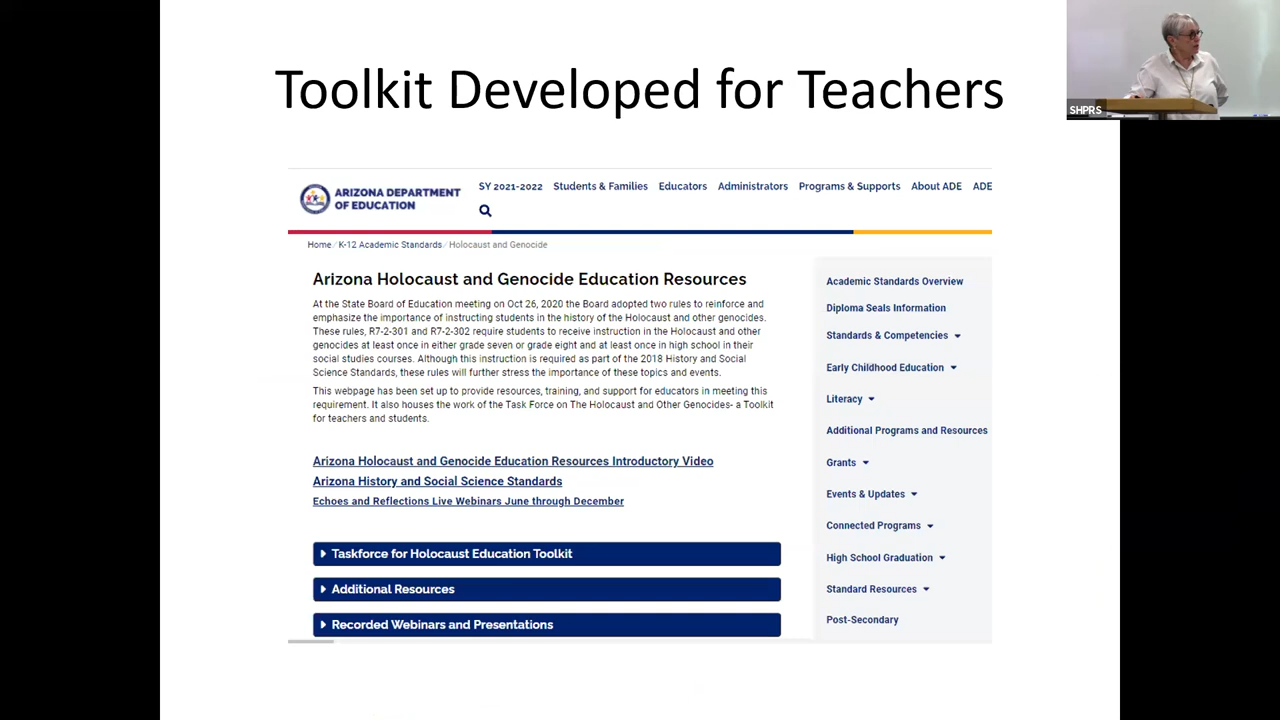 Toolkit Developed for Teachers
SHPRS
ARIZONA DEPARTMENT
OF EDUCATION
SY 2021-2022 Students & Families Educators Administrators Programs & Supports About ADE ADE
Home / K-12 Academic Standards / Holocaust and Genocide
Arizona Holocaust and Genocide Education Resources
At the State Board of Education meeting on Oct 26, 2020 the Board adopted two rules to reinforce and
emphasize the importance of instructing students in the history of the Holocaust and other genocides.
These rules, R7-2-301 and R7-2-302 require students to receive instruction in the Holocaust and other
genocides at least once in either grade seven or grade eight and at least once in high school in their
social studies courses. Although this instruction is required as part of the 2018 History and Social
Science Standards, these rules will further stress the importance of these topics and events.
This webpage has been set up to provide resources, training, and support for educators in meeting this
requirement. It also houses the work of the Task Force on The Holocaust and Other Genocides- a Toolkit
for teachers and students.
Arizona Holocaust and Genocide Education Resources Introductory Video
Arizona History and Social Science Standards
Echoes and Reflections Live Webinars June through December
Taskforce for Holocaust Education Toolkit
Additional Resources
Recorded Webinars and Presentations
Academic Standards Overview
Diploma Seals Information
Standards & Competencies
Early Childhood Education
Literacy
Additional Programs and Resources
Grants
Events & Updates
Connected Programs
High School Graduation
Standard Resources
Post-Secondary